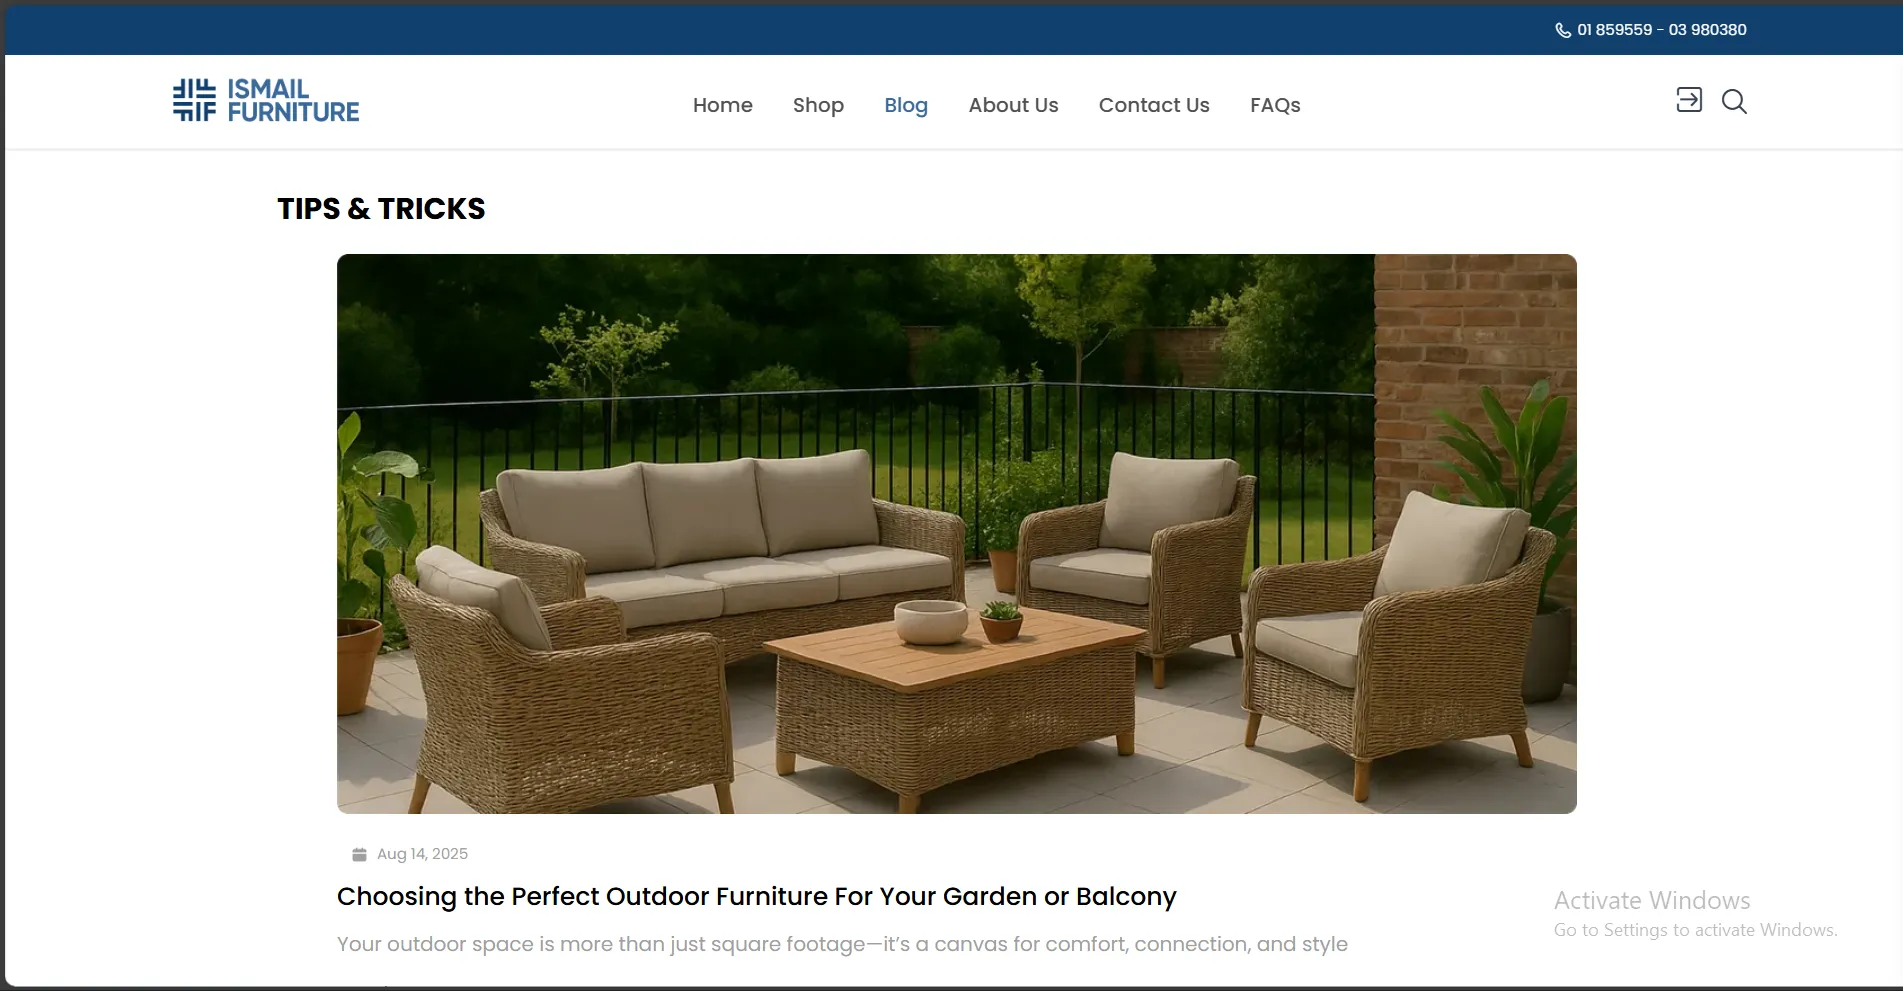 01 859559 - 03 980380
ISMAIL
FURNITURE
Home Shop Blog About Us Contact Us FAQs
TIPS & TRICKS
Aug 14, 2025
Choosing the Perfect Outdoor Furniture For Your Garden or Balcony
Your outdoor space is more than just square footage—it's a canvas for comfort, connection, and style
Activate Windows
Go to Settings to activate Windows.